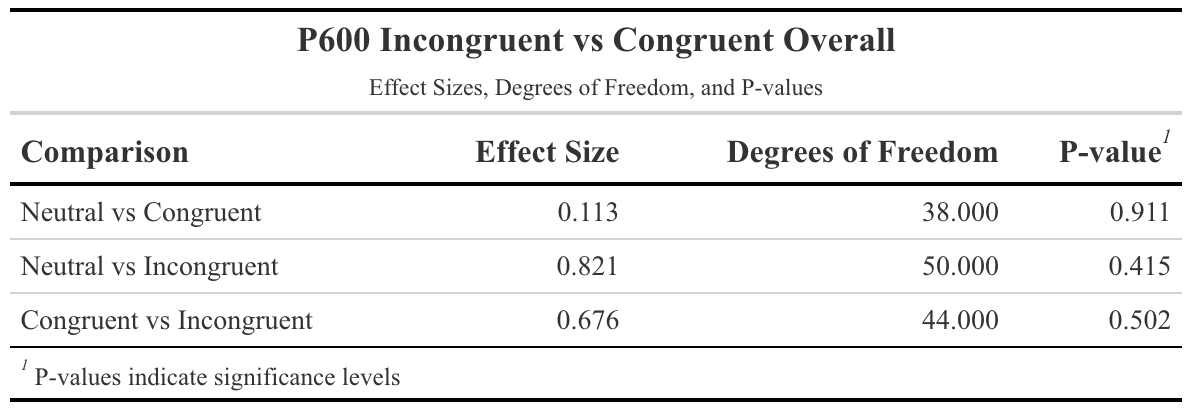 P600 Incongruent vs Congruent Overall
Effect Sizes, Degrees of Freedom, and P-values
Comparison Effect Size Degrees of Freedom P-value1
Neutral vs Congruent 0.113 38.000 0.911
Neutral vs Incongruent 0.821 50.000 0.415
Congruent vs Incongruent 0.676 44.000 0.502
1 P-values indicate significance levels